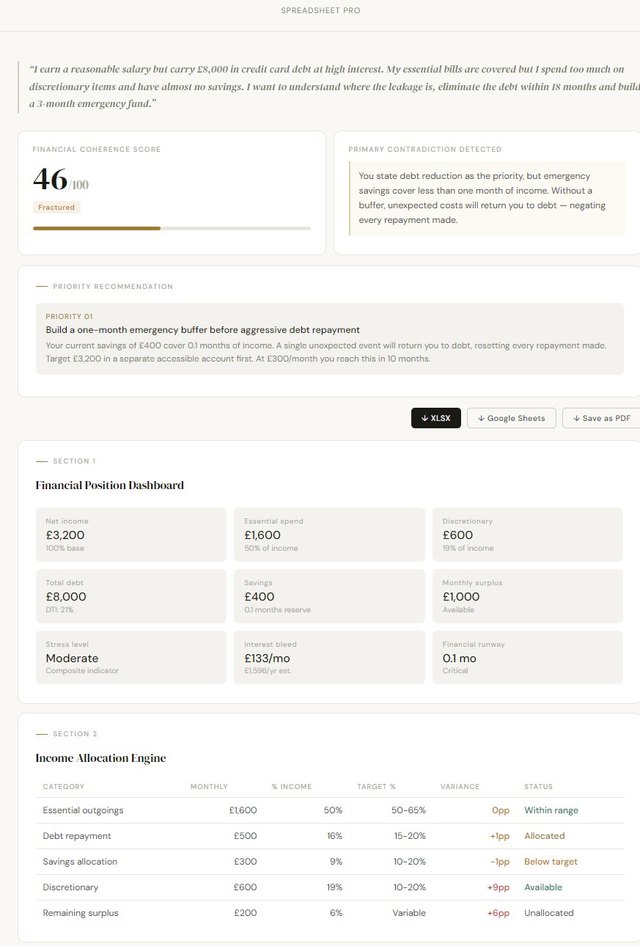 SPREADSHEET PRO
“I earn a reasonable salary but carry £8,000 in credit card debt at high interest. My essential bills are covered but I spend too much on
discretionary items and have almost no savings. I want to understand where the leakage is, eliminate the debt within 18 months and build
a 3-month emergency fund.”
FINANCIAL COHERENCE SCORE
46/100
Fractured
PRIMARY CONTRADICTION DETECTED
You state debt reduction as the priority, but emergency
savings cover less than one month of income. Without a
buffer, unexpected costs will return you to debt — negating
every repayment made.
PRIORITY RECOMMENDATION
PRIORITY 01
Build a one-month emergency buffer before aggressive debt repayment
Your current savings of £400 cover 0.1 months of income. A single unexpected event will return you to debt, resetting every repayment made.
Target £3,200 in a separate accessible account first. At £300/month you reach this in 10 months.
↓ XLSX ↓ Google Sheets ↓ Save as PDF
SECTION 1
Financial Position Dashboard
Net income Essential spend Discretionary
£3,200 £1,600 £600
100% base 50% of income 19% of income
Total debt Savings Monthly surplus
£8,000 £400 £1,000
DTI: 21% 0.1 months reserve Available
Stress level Interest bleed Financial runway
Moderate £133/mo 0.1 mo
Composite indicator £1,596/yr est. Critical
SECTION 2
Income Allocation Engine
CATEGORY MONTHLY % INCOME TARGET % VARIANCE STATUS
Essential outgoings £1,600 50% 50-65% 0pp Within range
Debt repayment £500 16% 15-20% +1pp Allocated
Savings allocation £300 9% 10-20% -1pp Below target
Discretionary £600 19% 10-20% +9pp Available
Remaining surplus £200 6% Variable +6pp Unallocated